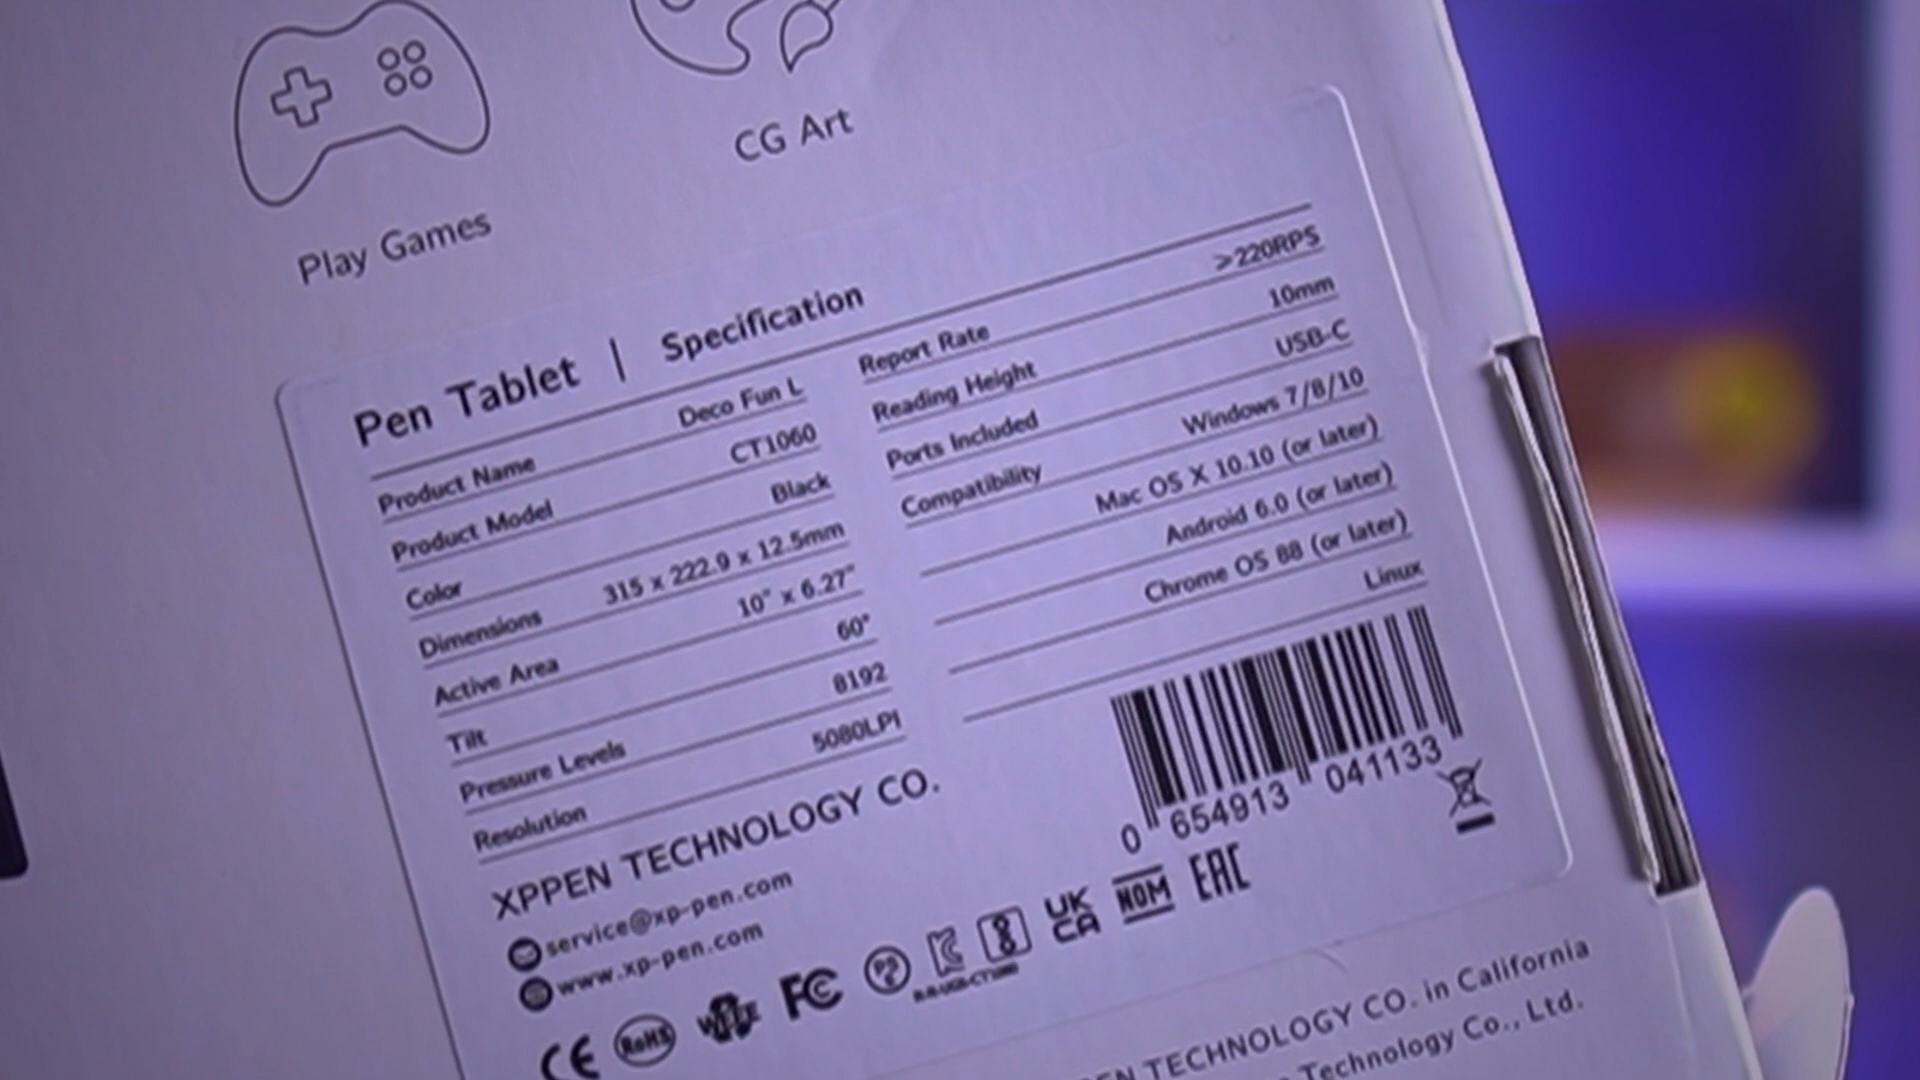 Play Games
CG Art
Pen Tablet | Specification
Product Name Deco Fun L
Product Model CT1060
Color Black
Dimensions 315 x 222.9 x 12.5mm
Active Area 10" x 6.27"
Tilt 60°
Pressure Levels 8192
Resolution 5080LPI
Report Rate >220RPS
Reading Height 10mm
Ports Included USB-C
Compatibility Windows 7/8/10
Mac OS X 10.10 (or later)
Android 6.0 (or later)
Chrome OS 88 (or later)
Linux
0 654913 041133
XPPEN TECHNOLOGY CO.
service@xp-pen.com
www.xp-pen.com
CE RoHS FC UK CA NOM EAC
TECHNOLOGY CO. in California
Technology Co., Ltd.